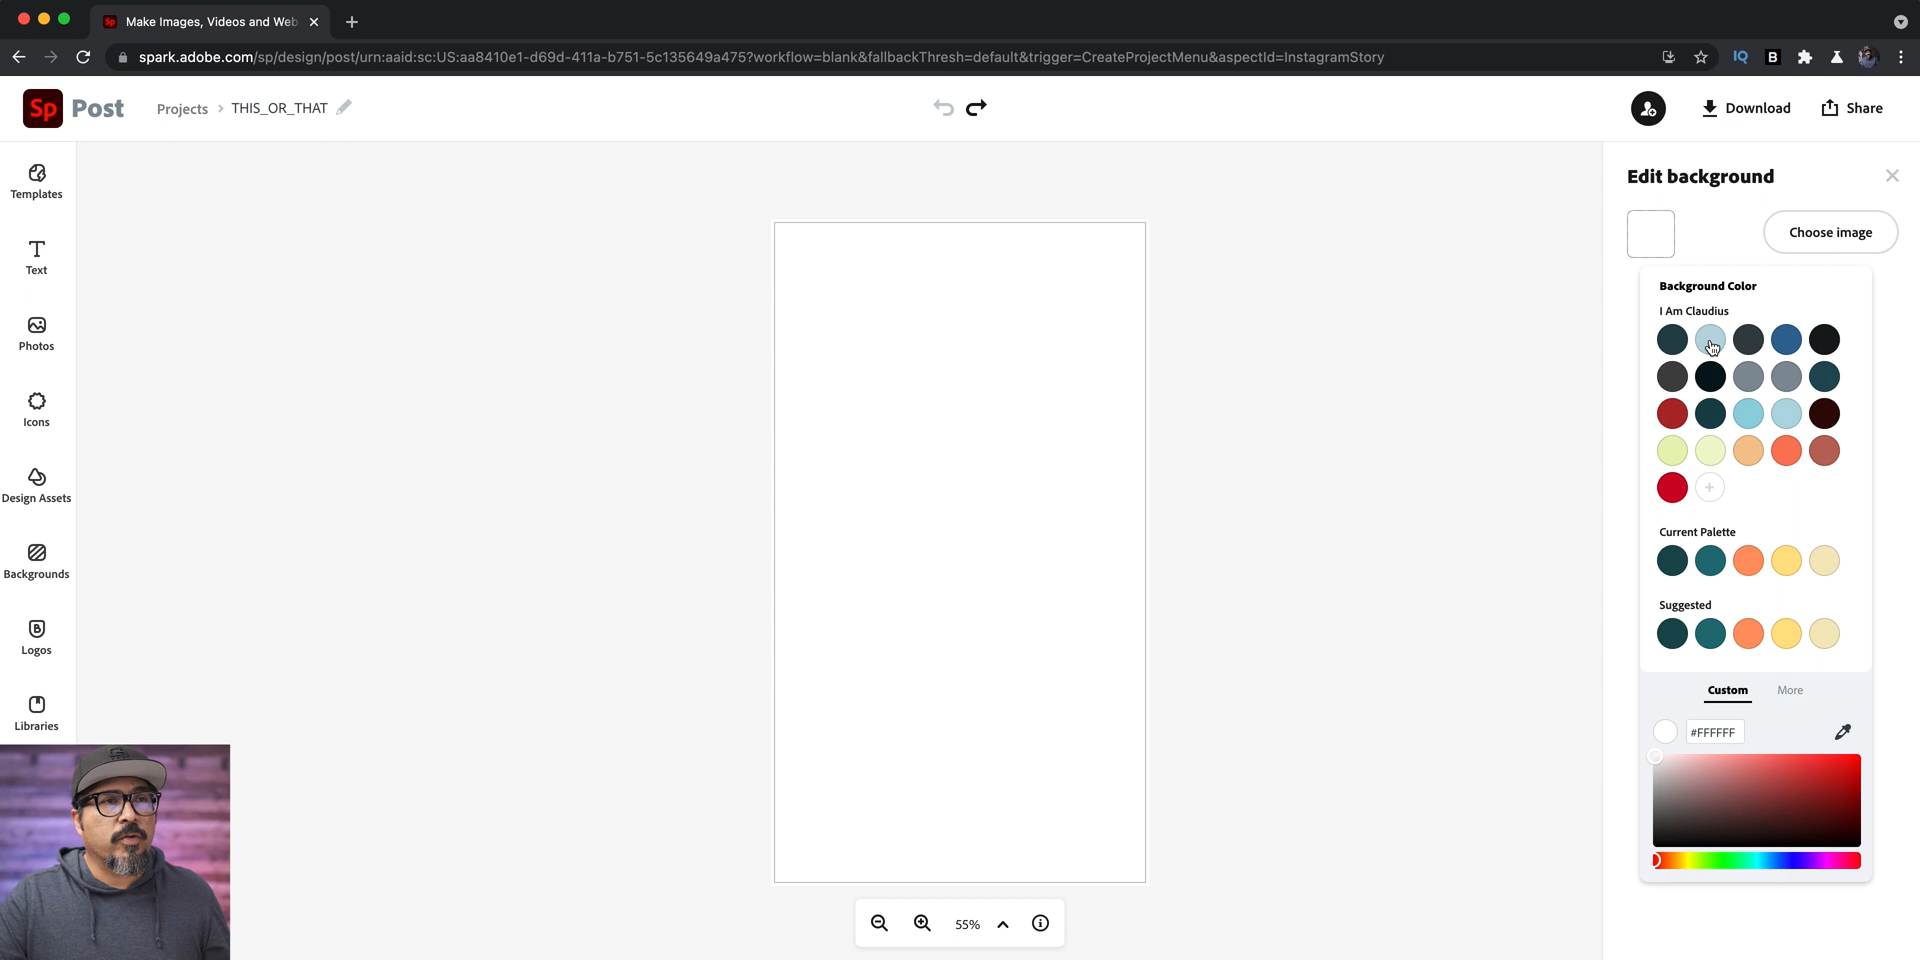 Sp Make Images, Videos and Web
spark.adobe.com/sp/design/post/urn:aaid:sc:US:aa8410e1-d69d-411a-b751-5c135649a475?workflow=blank&fallbackThresh=default&trigger=CreateProjectMenu&aspectId=InstagramStory
IQ
B
Sp Post
Projects
THIS_OR_THAT
Download
Share
Templates
Text
Photos
Icons
Design Assets
Backgrounds
Logos
Libraries
Edit background
Choose image
Background Color
I Am Claudius
Current Palette
Suggested
Custom
More
#FFFFFF
55%